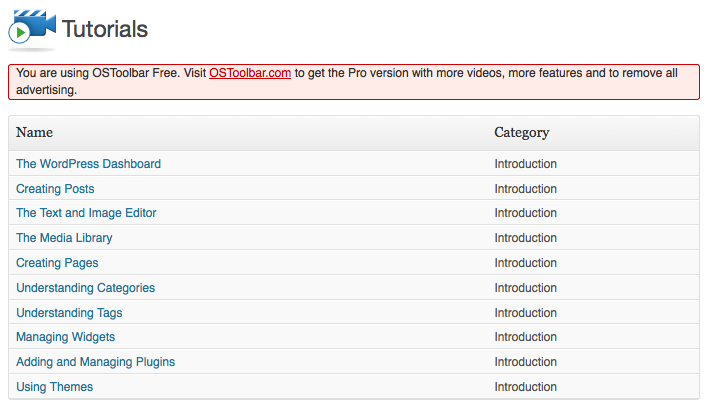 Tutorials
You are using OSToolbar Free. Visit OSToolbar.com to get the Pro version with more videos, more features and to remove all
advertising.
Name Category
The WordPress Dashboard Introduction
Creating Posts Introduction
The Text and Image Editor Introduction
The Media Library Introduction
Creating Pages Introduction
Understanding Categories Introduction
Understanding Tags Introduction
Managing Widgets Introduction
Adding and Managing Plugins Introduction
Using Themes Introduction